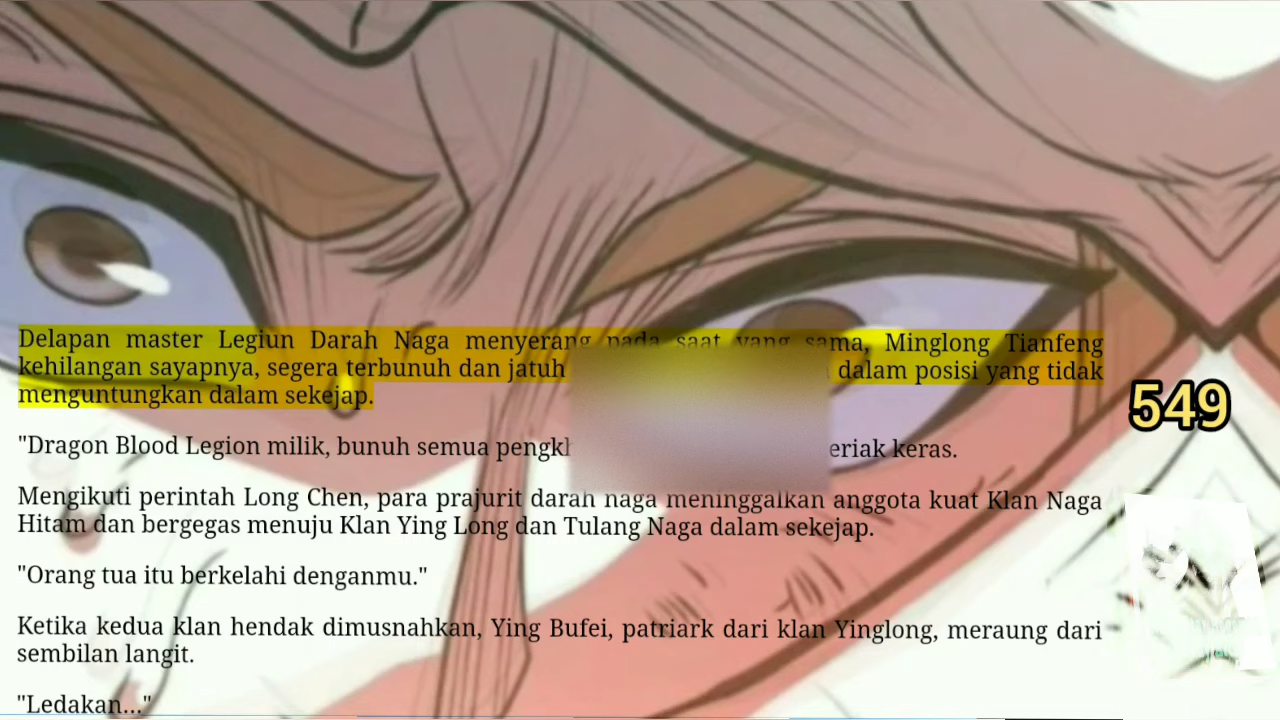 Delapan master Legiun Darah Naga menyerang pada saat yang sama, Minglong Tianfeng
kehilangan sayapnya, segera terbunuh dan jatuh dalam posisi yang tidak
menguntungkan dalam sekejap.
"Dragon Blood Legion milik, bunuh semua keras.
549
Mengikuti perintah Long Chen, para prajurit darah naga meninggalkan anggota kuat Klan Naga
Hitam dan bergegas menuju Klan Ying Long dan Tulang Naga dalam sekejap.
"Orang tua itu berkelahi denganmu."
Ketika kedua klan hendak dimusnahkan, Ying Bufei, patriark dari klan Yinglong, meraung dari
sembilan langit.
"Ledakan..."